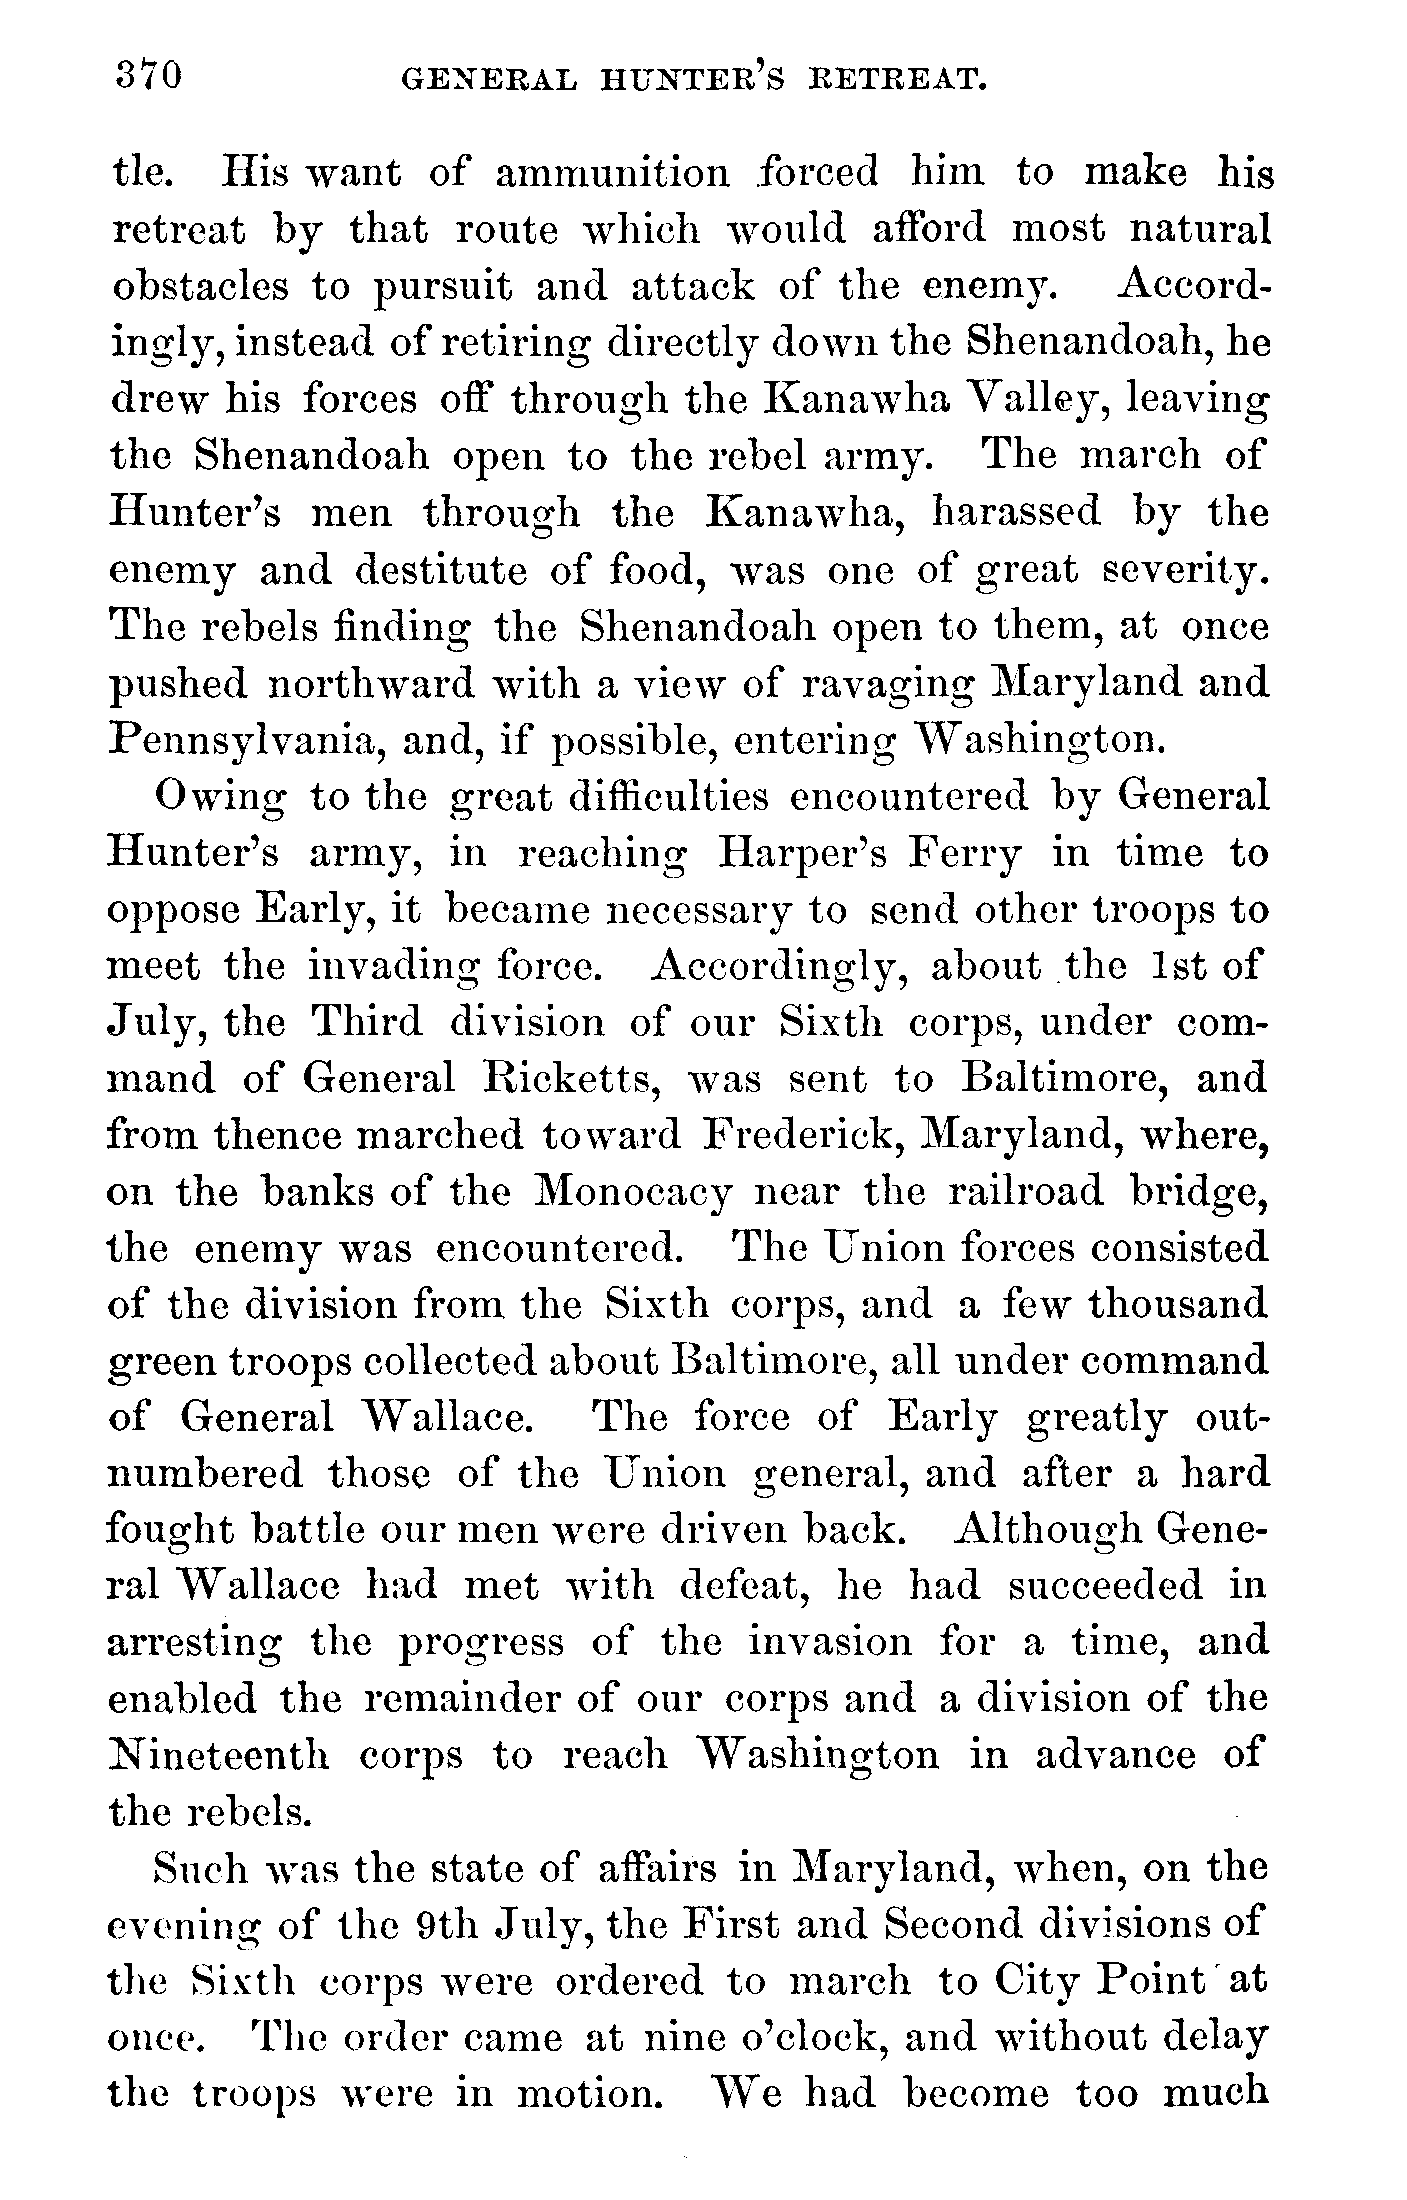 370 GENERAL HUNTER'S RETREAT.
tle. His want of ammunition forced him to make his
retreat by that route which would afford most natural
obstacles to pursuit and attack of the enemy. Accord-
ingly, instead of retiring directly down the Shenandoah, he
drew his forces off through the Kanawha Valley, leaving
the Shenandoah open to the rebel army. The march of
Hunter's men through the Kanawha, harassed by the
enemy and destitute of food, was one of great severity.
The rebels finding the Shenandoah open to them, at once
pushed northward with a view of ravaging Maryland and
Pennsylvania, and, if possible, entering Washington.
Owing to the great difficulties encountered by General
Hunter's army, in reaching Harper's Ferry in time to
oppose Early, it became necessary to send other troops to
meet the invading force. Accordingly, about the 1st of
July, the Third division of our Sixth corps, under com-
mand of General Ricketts, was sent to Baltimore, and
from thence marched toward Frederick, Maryland, where,
on the banks of the Monocacy near the railroad bridge,
the enemy was encountered. The Union forces consisted
of the division from the Sixth corps, and a few thousand
green troops collected about Baltimore, all under command
of General Wallace. The force of Early greatly out-
numbered those of the Union general, and after a hard
fought battle our men were driven back. Although Gene-
ral Wallace had met with defeat, he had succeeded in
arresting the progress of the invasion for a time, and
enabled the remainder of our corps and a division of the
Nineteenth corps to reach Washington in advance of
the rebels.
Such was the state of affairs in Maryland, when, on the
evening of the 9th July, the First and Second divisions of
the Sixth corps were ordered to march to City Point at
once. The order came at nine o'clock, and without delay
the troops were in motion. We had become too much